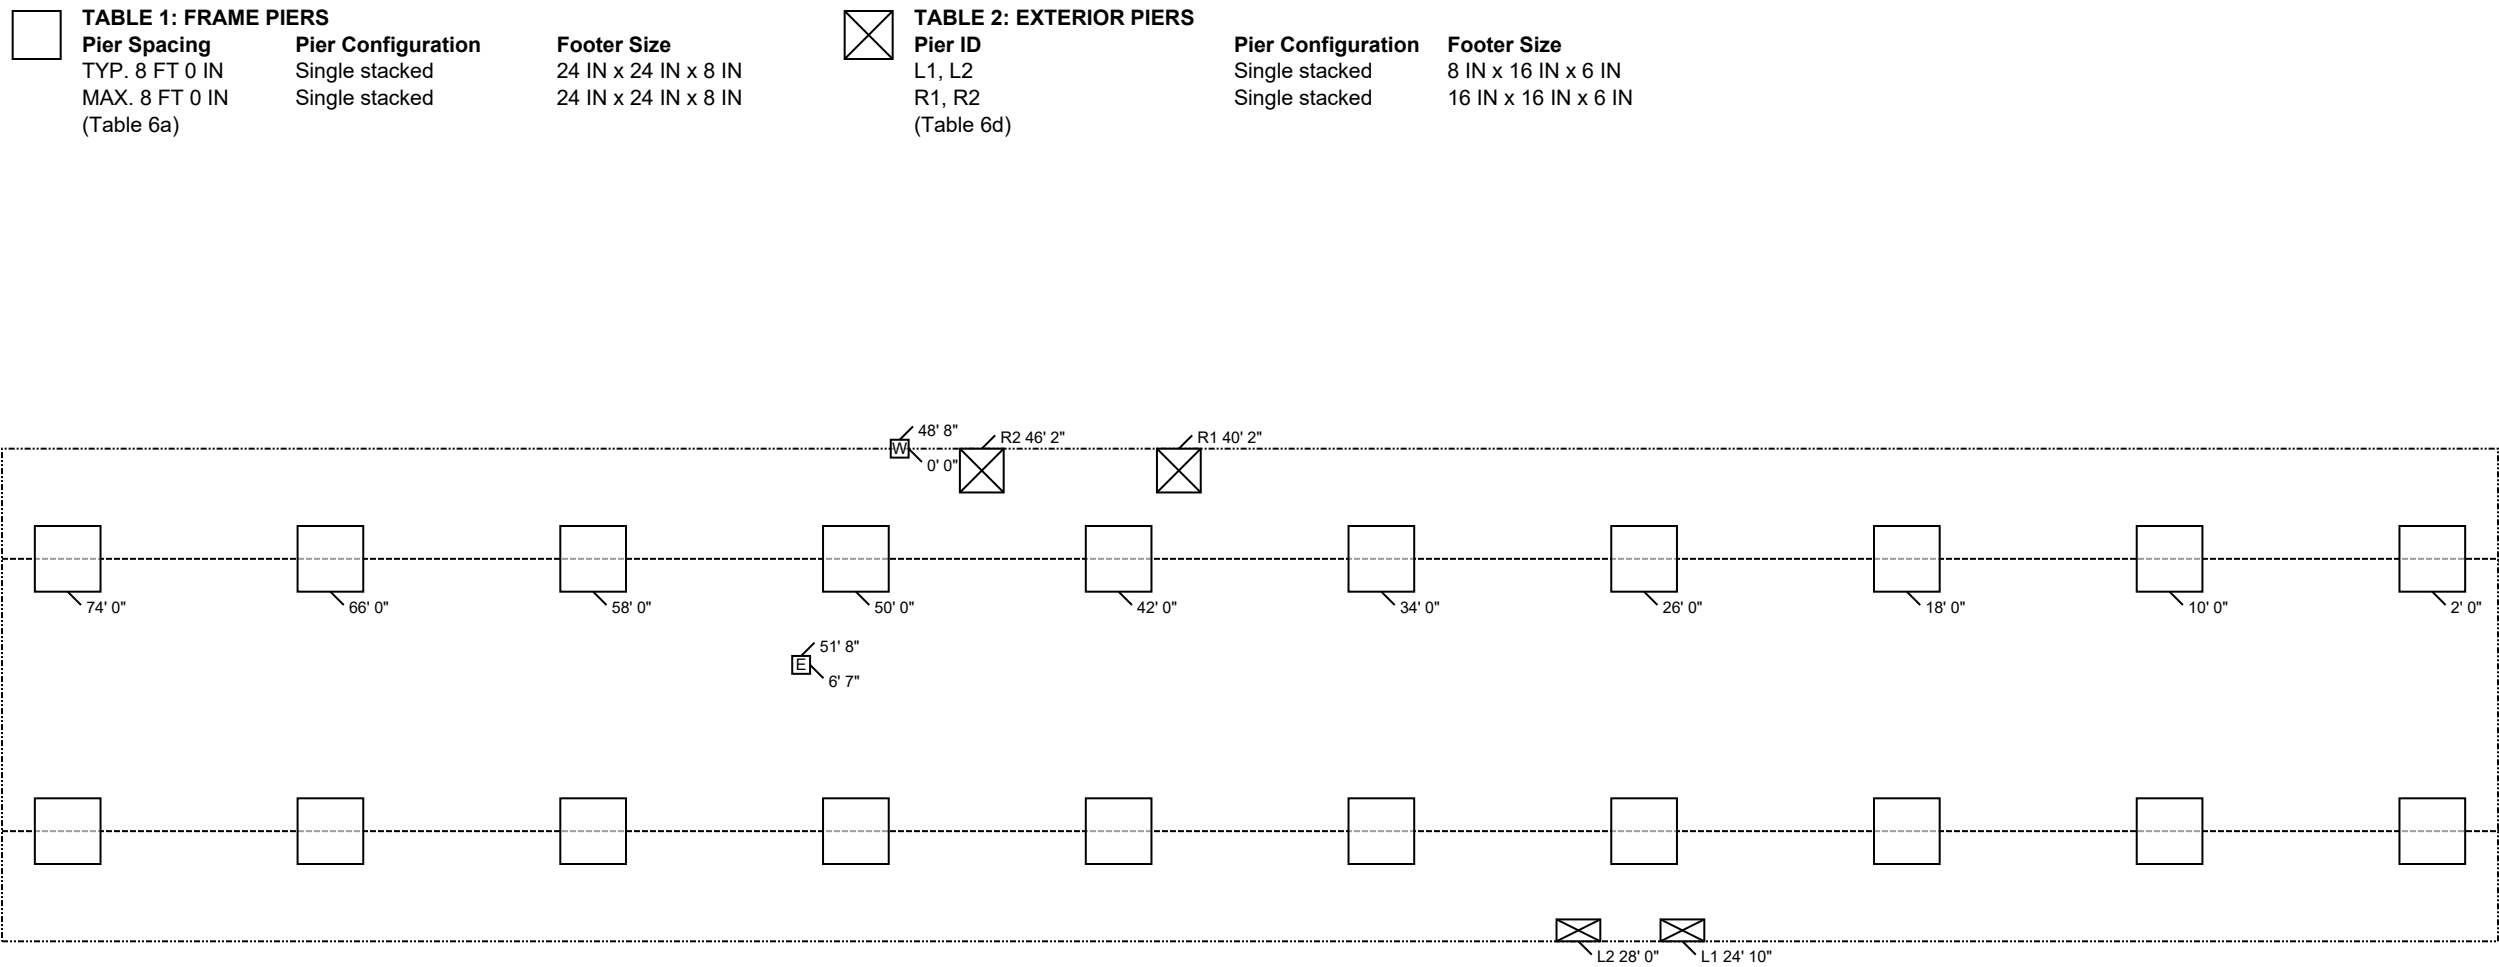 TABLE 1: FRAME PIERS
Pier Spacing Pier Configuration Footer Size
TYP. 8 FT 0 IN Single stacked 24 IN x 24 IN x 8 IN
MAX. 8 FT 0 IN Single stacked 24 IN x 24 IN x 8 IN
(Table 6a)
TABLE 2: EXTERIOR PIERS
Pier ID Pier Configuration Footer Size
L1, L2 Single stacked 8 IN x 16 IN x 6 IN
R1, R2 Single stacked 16 IN x 16 IN x 6 IN
(Table 6d)
48' 8"
W
0' 0"
R2 46' 2"
R1 40' 2"
74' 0" 66' 0" 58' 0" 50' 0" 42' 0" 34' 0" 26' 0" 18' 0" 10' 0" 2' 0"
51' 8"
E
6' 7"
L2 28' 0" L1 24' 10"